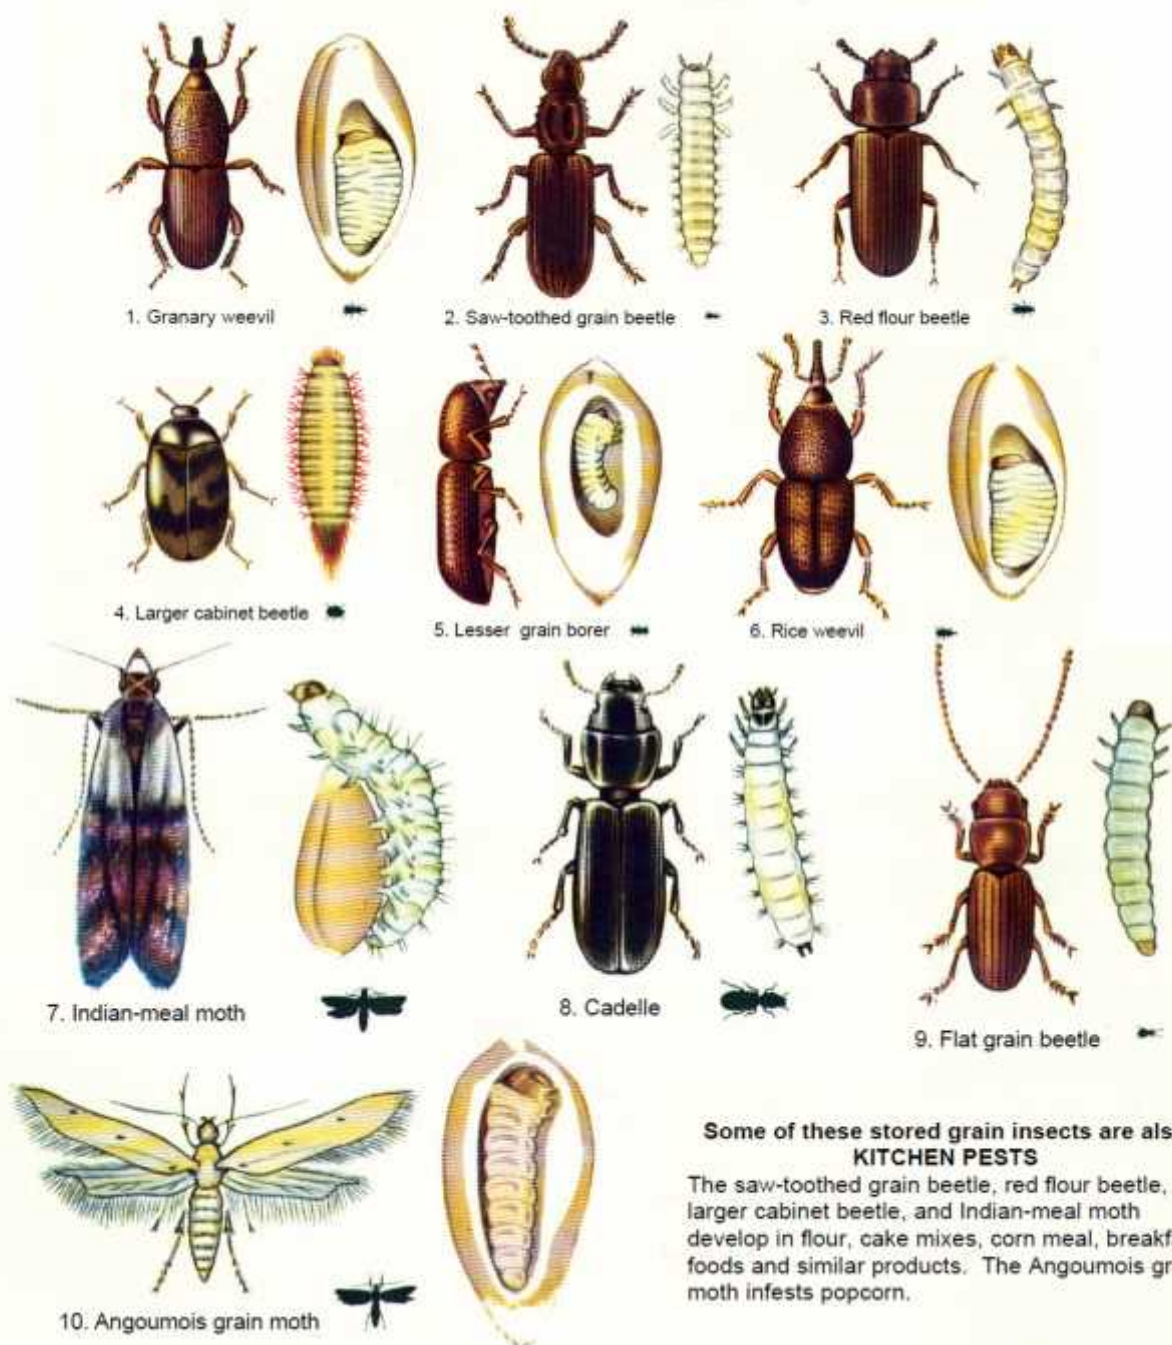 1. Granary weevil
2. Saw-toothed grain beetle
3. Red flour beetle
4. Larger cabinet beetle
5. Lesser grain borer
6. Rice weevil
7. Indian-meal moth
8. Cadelle
9. Flat grain beetle
10. Angoumois grain moth
Some of these stored grain insects are als
KITCHEN PESTS
The saw-toothed grain beetle, red flour beetle,
larger cabinet beetle, and Indian-meal moth
develop in flour, cake mixes, corn meal, breakf
foods and similar products. The Angoumois gr
moth infests popcorn.